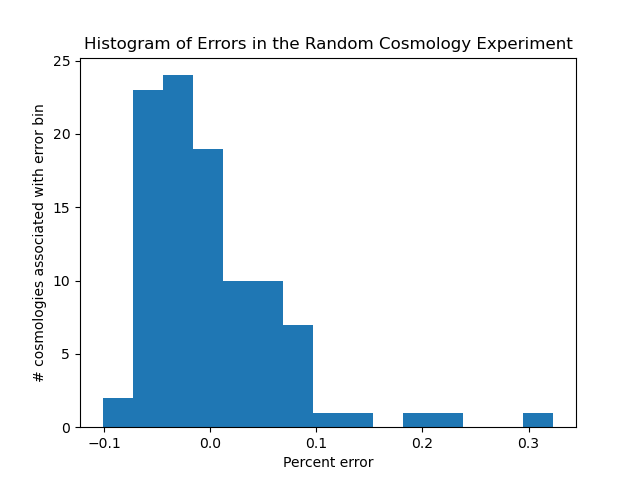 Histogram of Errors in the Random Cosmology Experiment
25
20
15
10
5
0
# cosmologies associated with error bin
−0.1 0.0 0.1 0.2 0.3
Percent error